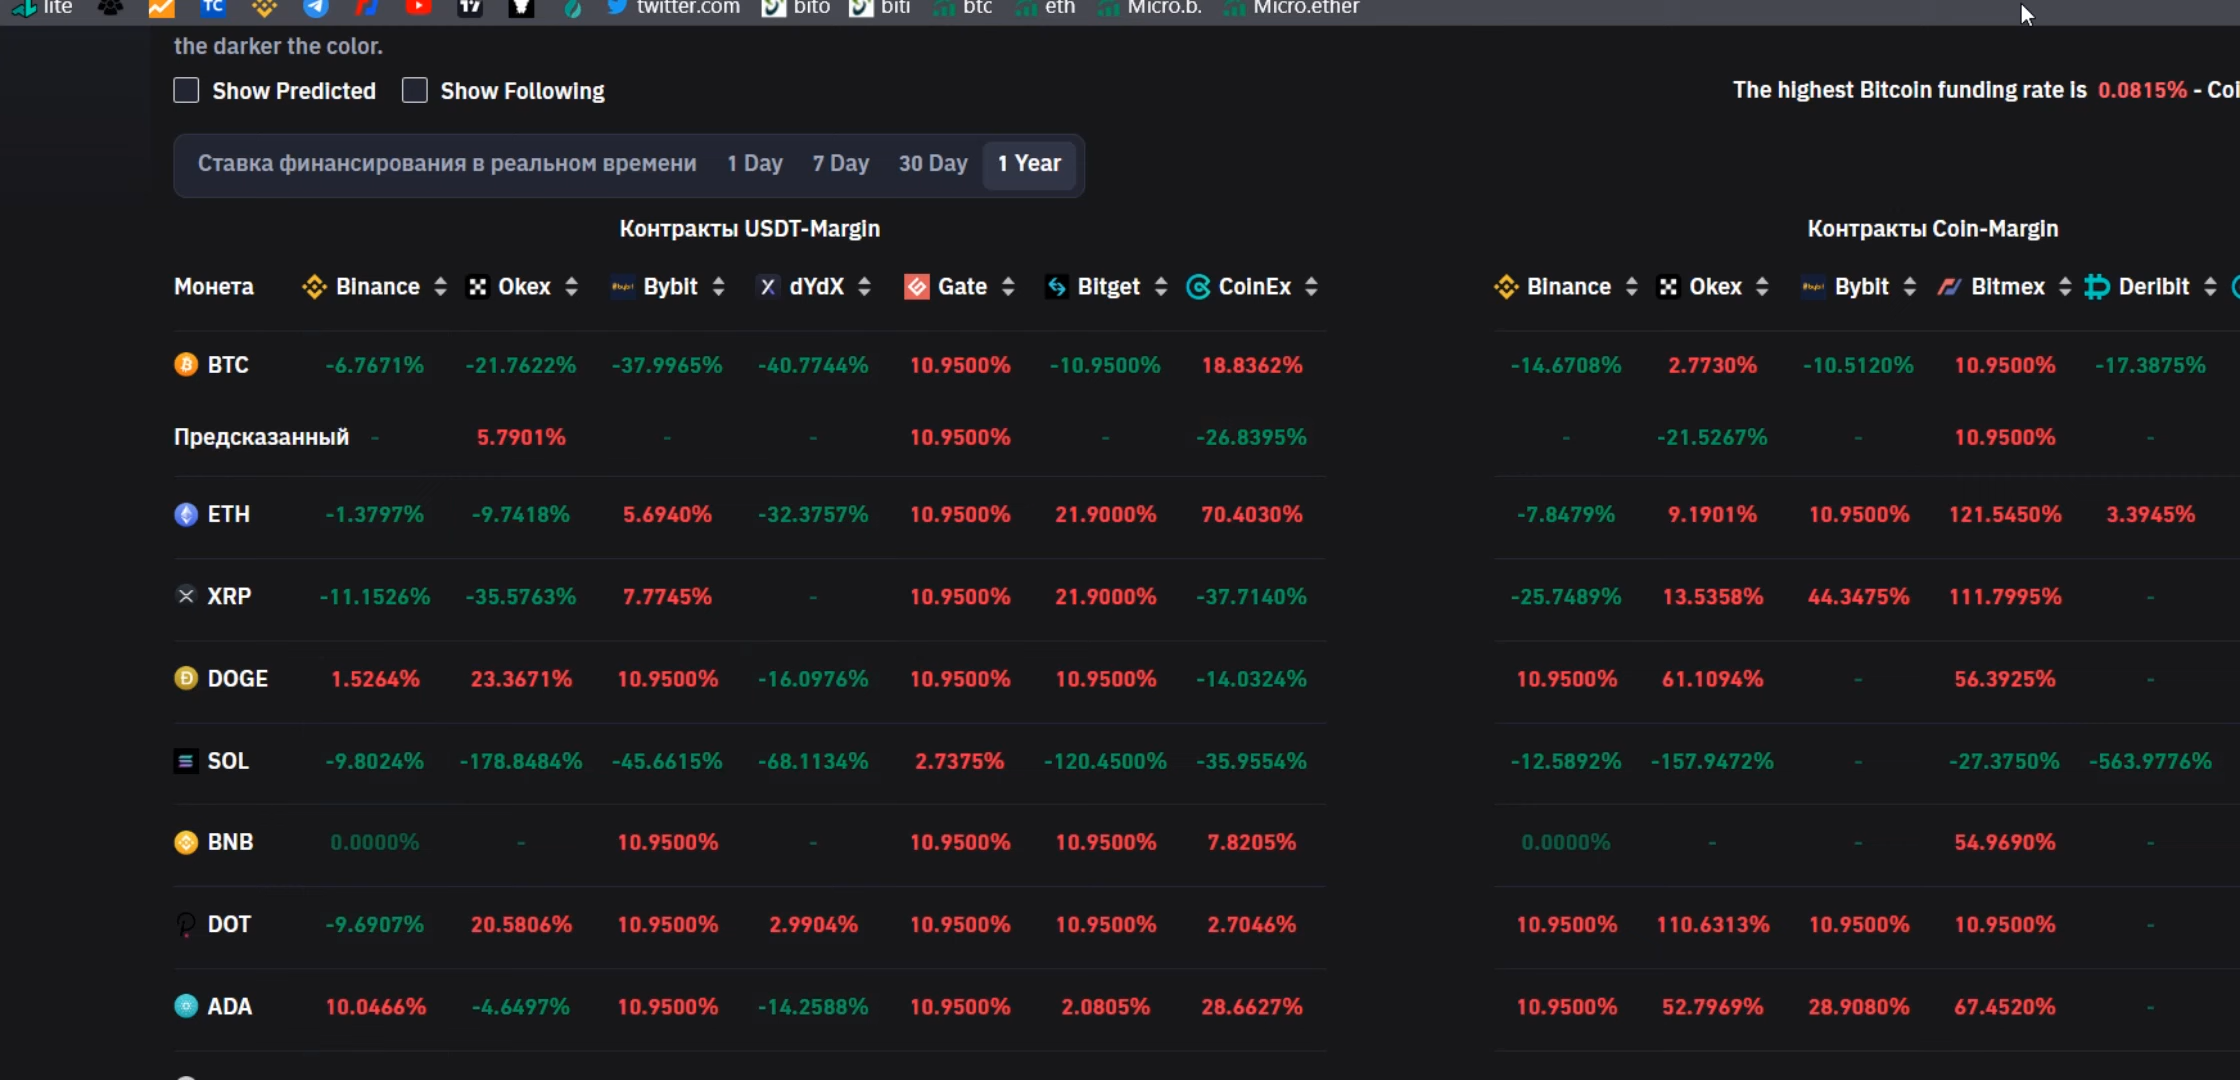 lite TC 17 twitter.com bito biti btc eth Micro.b. Micro.ether
the darker the color.
Show Predicted Show Following
The highest Bitcoin funding rate is 0.0815% - Coi
Ставка финансирования в реальном времени 1 Day 7 Day 30 Day 1 Year
Контракты USDT-Margin Контракты Coin-Margin
Монета Binance Okex Bybit dYdX Gate Bitget CoinEx Binance Okex Bybit Bitmex Deribit
BTC -6.7671% -21.7622% -37.9965% -40.7744% 10.9500% -10.9500% 18.8362% -14.6708% 2.7730% -10.5120% 10.9500% -17.3875%
Предсказанный - 5.7901% - - 10.9500% - -26.8395% - -21.5267% - 10.9500% -
ETH -1.3797% -9.7418% 5.6940% -32.3757% 10.9500% 21.9000% 70.4030% -7.8479% 9.1901% 10.9500% 121.5450% 3.3945%
XRP -11.1526% -35.5763% 7.7745% - 10.9500% 21.9000% -37.7140% -25.7489% 13.5358% 44.3475% 111.7995% -
DOGE 1.5264% 23.3671% 10.9500% -16.0976% 10.9500% 10.9500% -14.0324% 10.9500% 61.1094% - 56.3925% -
SOL -9.8024% -178.8484% -45.6615% -68.1134% 2.7375% -120.4500% -35.9554% -12.5892% -157.9472% - -27.3750% -563.9776%
BNB 0.0000% - 10.9500% - 10.9500% 10.9500% 7.8205% 0.0000% - - 54.9690% -
DOT -9.6907% 20.5806% 10.9500% 2.9904% 10.9500% 10.9500% 2.7046% 10.9500% 110.6313% 10.9500% 10.9500% -
ADA 10.0466% -4.6497% 10.9500% -14.2588% 10.9500% 2.0805% 28.6627% 10.9500% 52.7969% 28.9080% 67.4520% -